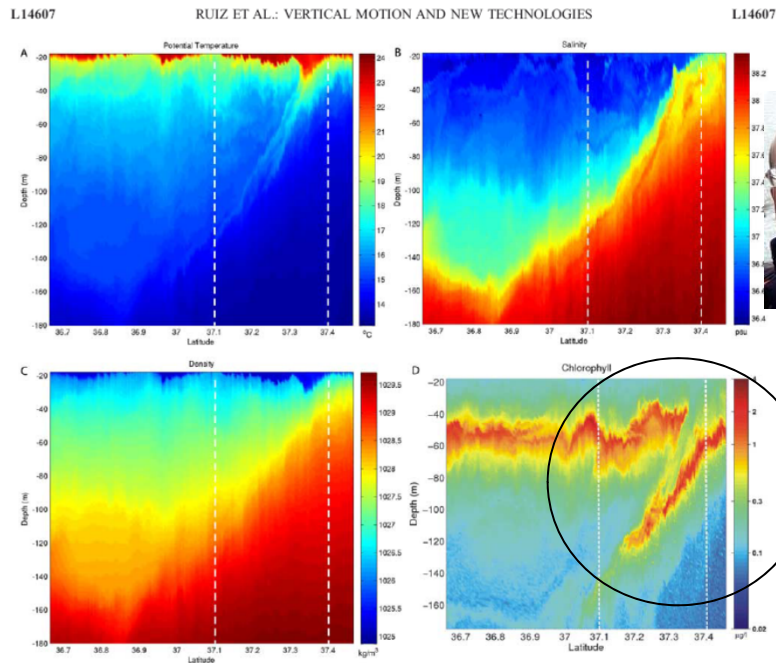 L14607
RUIZ ET AL.: VERTICAL MOTION AND NEW TECHNOLOGIES
L14607
A
Potential Temperature
Depth (m)
-20
-40
-60
-80
-100
-120
-140
-160
-180
36.7 36.8 36.9 37 37.1 37.2 37.3 37.4
Latitude
24
23
22
21
20
19
18
17
16
15
14
ºC
B
Salinity
Depth (m)
-20
-40
-60
-80
-100
-120
-140
-160
-180
36.7 36.8 36.9 37 37.1 37.2 37.3 37.4
Latitude
38.2
38
37.
37.
37.
37.
37
36.
36.
36.4
psu
C
Density
Depth (m)
-20
-40
-60
-80
-100
-120
-140
-160
-180
36.7 36.8 36.9 37 37.1 37.2 37.3 37.4
Latitude
1029.5
1029
1028.5
1028
1027.5
1027
1026.5
1026
1025.5
1025
kg/m³
D
Chlorophyll
Depth (m)
-20
-40
-60
-80
-100
-120
-140
-160
36.7 36.8 36.9 37 37.1 37.2 37.3 37.4
Latitude
2
1
0.3
0.1
0.02
µg/l